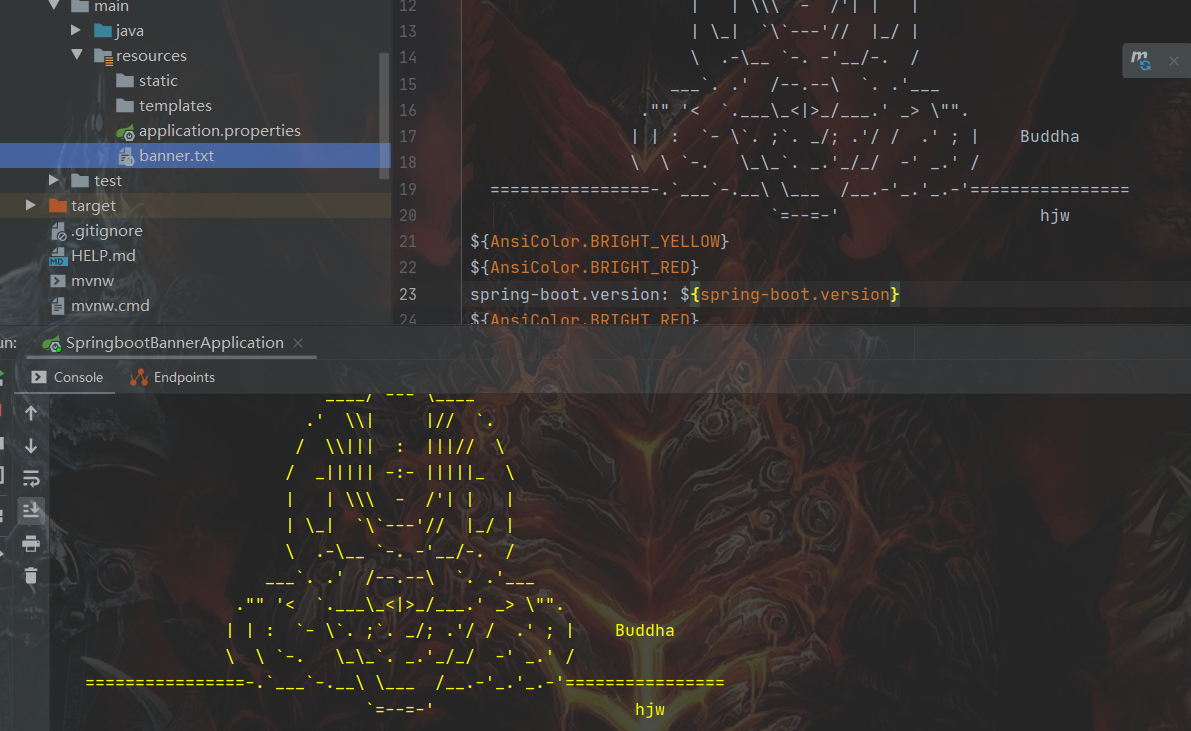 main
java
resources
static
templates
application.properties
banner.txt
test
target
.gitignore
HELP.md
mvnw
mvnw.cmd
12 | | \\\ - /'| | |
13 | \_| `\`---'// |_/ |
14 \ .-\__ `-. -'__/-. /
15 ___`. .' /--.--\ `. .'___
16 ."" '< `.___\_<|>_/___.' _> \"".
17 | | : `- \`. ;`. _/; .'/ / .' ; | Buddha
18 \ \ `-. \_\_`. _.'_/_/ -' _.' /
19 ================-.`___`-.__\ \___ /__.-'_.'_.-'================
20 `=--=-' hjw
21 ${AnsiColor.BRIGHT_YELLOW}
22 ${AnsiColor.BRIGHT_RED}
23 spring-boot.version: ${spring-boot.version}
24 ${AnsiColor.BRIGHT_RED}
un:
SpringbootBannerApplication
Console
Endpoints
____/ --- \____
.' \\| |// `.
/ \\||| : |||// \
/ _||||| -:- |||||_ \
| | \\\ - /'| | |
| \_| `\`---'// |_/ |
\ .-\__ `-. -'__/-. /
___`. .' /--.--\ `. .'___
."" '< `.___\_<|>_/___.' _> \"".
| | : `- \`. ;`. _/; .'/ / .' ; | Buddha
\ \ `-. \_\_`. _.'_/_/ -' _.' /
================-.`___`-.__\ \___ /__.-'_.'_.-'================
`=--=-' hjw